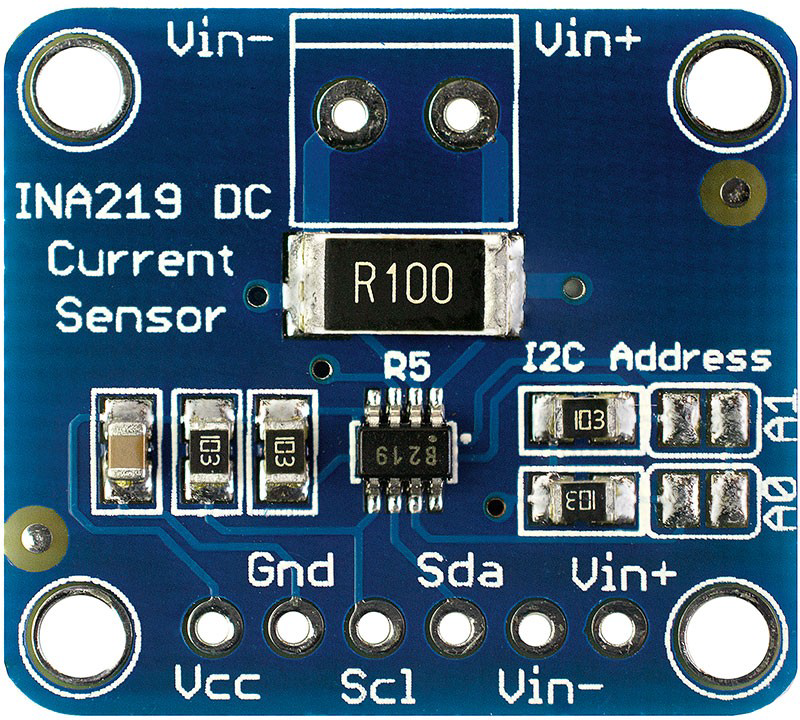 Vin-
Vin+
INA219 DC
Current
Sensor
R100
R5
I2C Address
103
103
103
B219
A1
103
A0
Gnd
Sda
Vin+
Vcc
Scl
Vin-